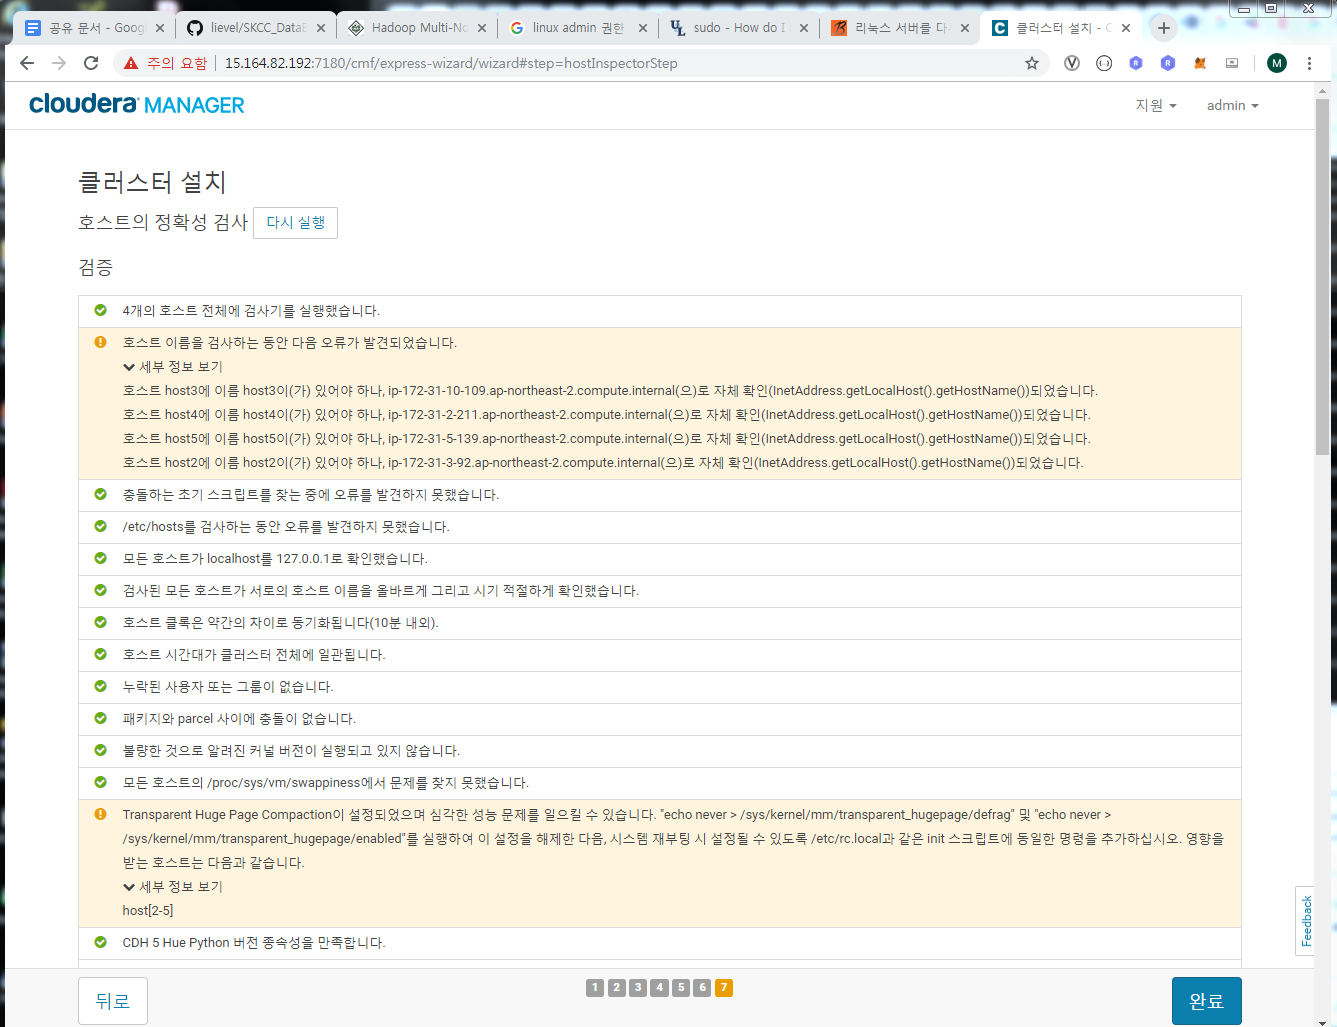 공유 문서 - Goog
lievel/SKCC_DataE
Hadoop Multi-No
linux admin 권한
sudo - How do I
리눅스 서버를 다
클러스터 설치 - C
주의 요함
15.164.82.192:7180/cmf/express-wizard/wizard#step=hostInspectorStep
M
cloudera MANAGER
지원
admin
클러스터 설치
호스트의 정확성 검사
다시 실행
검증
4개의 호스트 전체에 검사기를 실행했습니다.
호스트 이름을 검사하는 동안 다음 오류가 발견되었습니다.
세부 정보 보기
호스트 host3에 이름 host3이(가) 있어야 하나, ip-172-31-10-109.ap-northeast-2.compute.internal(으)로 자체 확인(InetAddress.getLocalHost().getHostName())되었습니다.
호스트 host4에 이름 host4이(가) 있어야 하나, ip-172-31-2-211.ap-northeast-2.compute.internal(으)로 자체 확인(InetAddress.getLocalHost().getHostName())되었습니다.
호스트 host5에 이름 host5이(가) 있어야 하나, ip-172-31-5-139.ap-northeast-2.compute.internal(으)로 자체 확인(InetAddress.getLocalHost().getHostName())되었습니다.
호스트 host2에 이름 host2이(가) 있어야 하나, ip-172-31-3-92.ap-northeast-2.compute.internal(으)로 자체 확인(InetAddress.getLocalHost().getHostName())되었습니다.
충돌하는 초기 스크립트를 찾는 중에 오류를 발견하지 못했습니다.
/etc/hosts를 검사하는 동안 오류를 발견하지 못했습니다.
모든 호스트가 localhost를 127.0.0.1로 확인했습니다.
검사된 모든 호스트가 서로의 호스트 이름을 올바르게 그리고 시기 적절하게 확인했습니다.
호스트 클록은 약간의 차이로 동기화됩니다(10분 내외).
호스트 시간대가 클러스터 전체에 일관됩니다.
누락된 사용자 또는 그룹이 없습니다.
패키지와 parcel 사이에 충돌이 없습니다.
불량한 것으로 알려진 커널 버전이 실행되고 있지 않습니다.
모든 호스트의 /proc/sys/vm/swappiness에서 문제를 찾지 못했습니다.
Transparent Huge Page Compaction이 설정되었으며 심각한 성능 문제를 일으킬 수 있습니다. "echo never > /sys/kernel/mm/transparent_hugepage/defrag" 및 "echo never >
/sys/kernel/mm/transparent_hugepage/enabled"를 실행하여 이 설정을 해제한 다음, 시스템 재부팅 시 설정될 수 있도록 /etc/rc.local과 같은 init 스크립트에 동일한 명령을 추가하십시오. 영향을
받는 호스트는 다음과 같습니다.
세부 정보 보기
host[2-5]
CDH 5 Hue Python 버전 종속성을 만족합니다.
Feedback
뒤로
1 2 3 4 5 6 7
완료